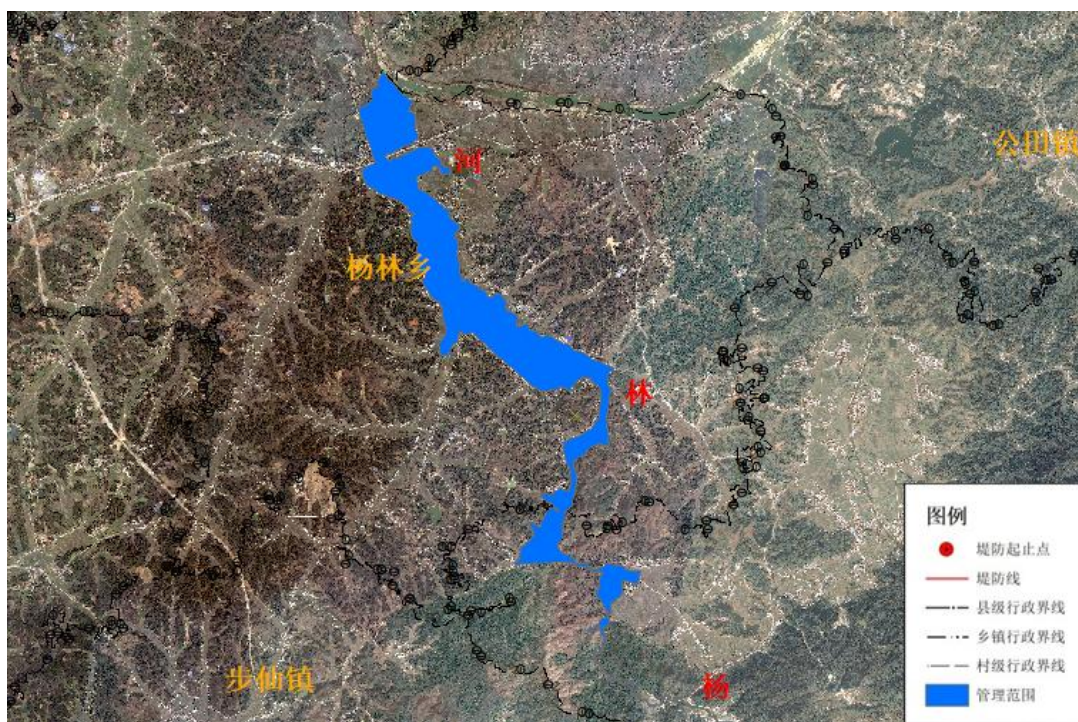 公田镇
河
杨林乡
林
步仙镇
杨
图例
堤防起止点
堤防线
县级行政界线
乡镇行政界线
村级行政界线
管理范围